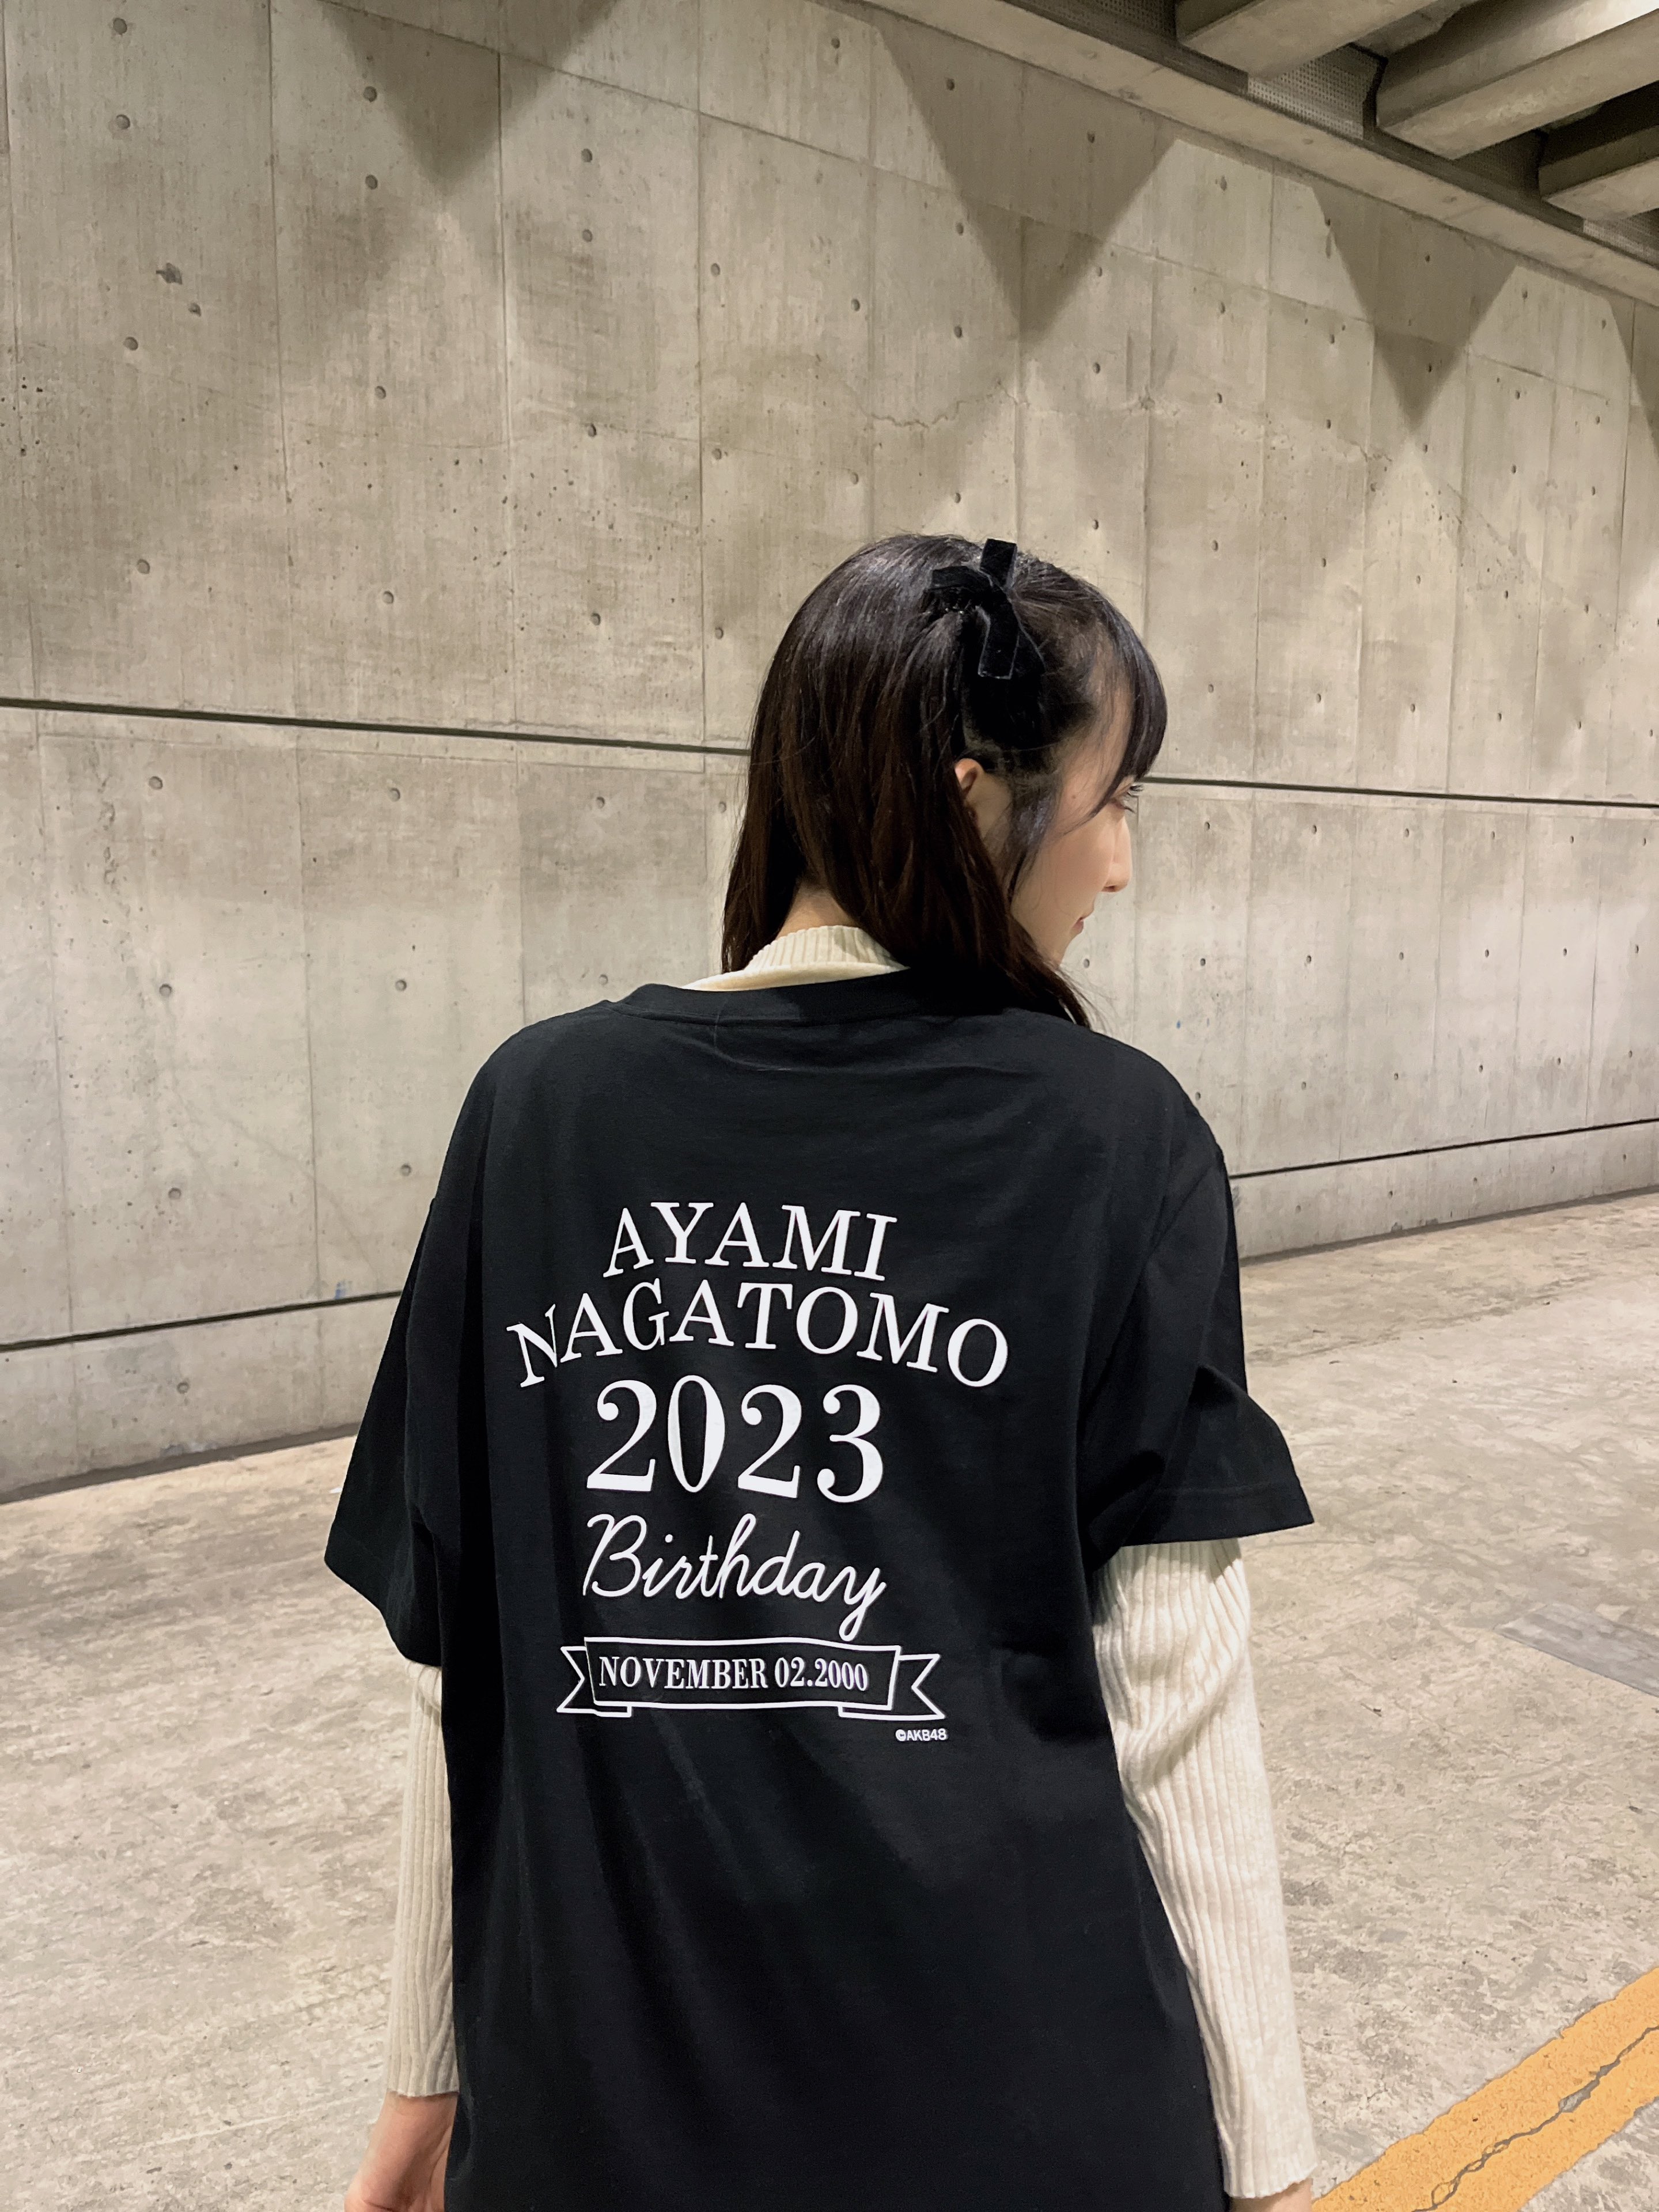 AYAMI
NAGATOMO
2023
Birthday
NOVEMBER 02.2000
©AKB48